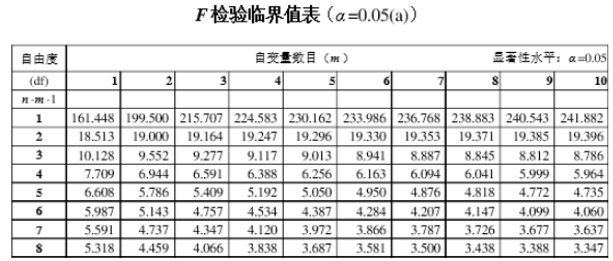 F 检验临界值表（α=0.05(a)）
自由度 自变量数目（m） 显著性水平：α=0.05
(df) 1 2 3 4 5 6 7 8 9 10
n-m-1
1 161.448 199.500 215.707 224.583 230.162 233.986 236.768 238.883 240.543 241.882
2 18.513 19.000 19.164 19.247 19.296 19.330 19.353 19.371 19.385 19.396
3 10.128 9.552 9.277 9.117 9.013 8.941 8.887 8.845 8.812 8.786
4 7.709 6.944 6.591 6.388 6.256 6.163 6.094 6.041 5.999 5.964
5 6.608 5.786 5.409 5.192 5.050 4.950 4.876 4.818 4.772 4.735
6 5.987 5.143 4.757 4.534 4.387 4.284 4.207 4.147 4.099 4.060
7 5.591 4.737 4.347 4.120 3.972 3.866 3.787 3.726 3.677 3.637
8 5.318 4.459 4.066 3.838 3.687 3.581 3.500 3.438 3.388 3.347